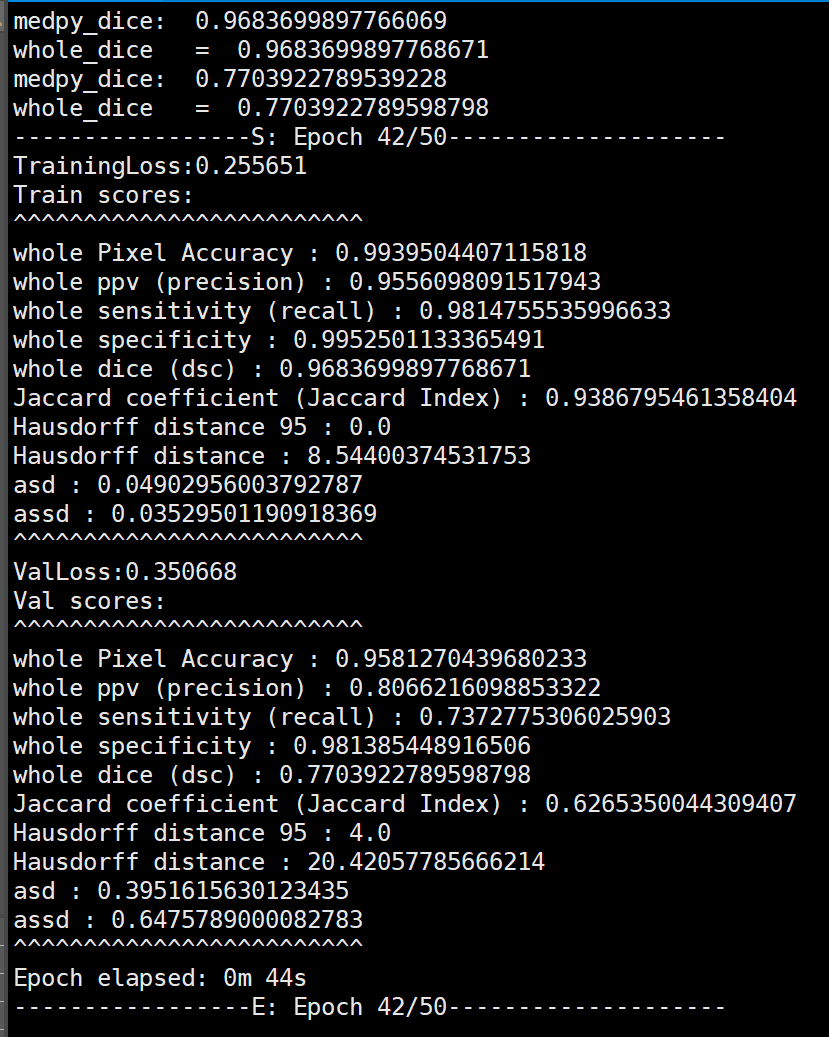 medpy_dice:  0.9683699897766069
whole_dice   =  0.9683699897768671
medpy_dice:  0.7703922789539228
whole_dice   =  0.7703922789598798
-----------------S: Epoch 42/50--------------------
TrainingLoss:0.255651
Train scores:
^^^^^^^^^^^^^^^^^^^^^^^^^
whole Pixel Accuracy : 0.9939504407115818
whole ppv (precision) : 0.9556098091517943
whole sensitivity (recall) : 0.9814755535996633
whole specificity : 0.9952501133365491
whole dice (dsc) : 0.9683699897768671
Jaccard coefficient (Jaccard Index) : 0.9386795461358404
Hausdorff distance 95 : 0.0
Hausdorff distance : 8.54400374531753
asd : 0.04902956003792787
assd : 0.03529501190918369
^^^^^^^^^^^^^^^^^^^^^^^^^
ValLoss:0.350668
Val scores:
^^^^^^^^^^^^^^^^^^^^^^^^^
whole Pixel Accuracy : 0.9581270439680233
whole ppv (precision) : 0.8066216098853322
whole sensitivity (recall) : 0.7372775306025903
whole specificity : 0.981385448916506
whole dice (dsc) : 0.7703922789598798
Jaccard coefficient (Jaccard Index) : 0.6265350044309407
Hausdorff distance 95 : 4.0
Hausdorff distance : 20.42057785666214
asd : 0.3951615630123435
assd : 0.6475789000082783
^^^^^^^^^^^^^^^^^^^^^^^^^
Epoch elapsed: 0m 44s
-----------------E: Epoch 42/50--------------------